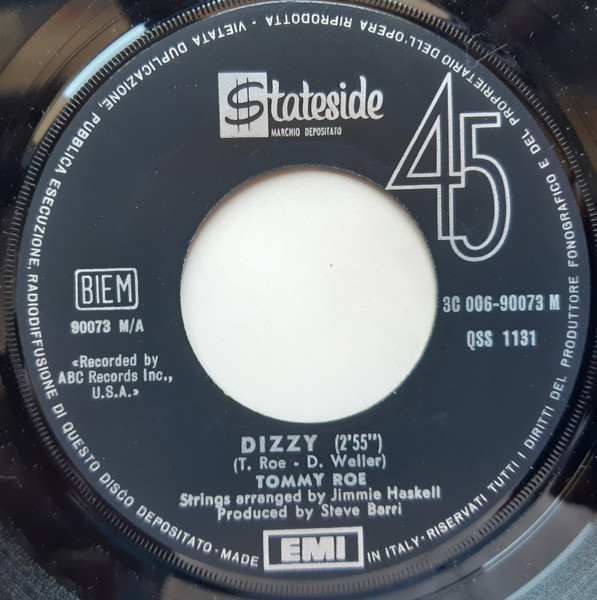 $tateside
MARCHIO DEPOSITATO
45
BIEM
90073 M/A
«Recorded by
ABC Records Inc.,
U.S.A.»
3C 006-90073 M
QSS 1131
DIZZY (2'55")
(T. Roe - D. Weller)
TOMMY ROE
Strings arranged by Jimmie Haskell
Produced by Steve Barri
EMI
MADE IN ITALY · RISERVATI TUTTI I DIRITTI DEL PRODUTTORE FONOGRAFICO E DEL PROPRIETARIO DELL'OPERA RIPRODOTTA - VIETATA DUPLICAZIONE, PUBBLICA ESECUZIONE, RADIODIFFUSIONE DI QUESTO DISCO DEPOSITATO ·